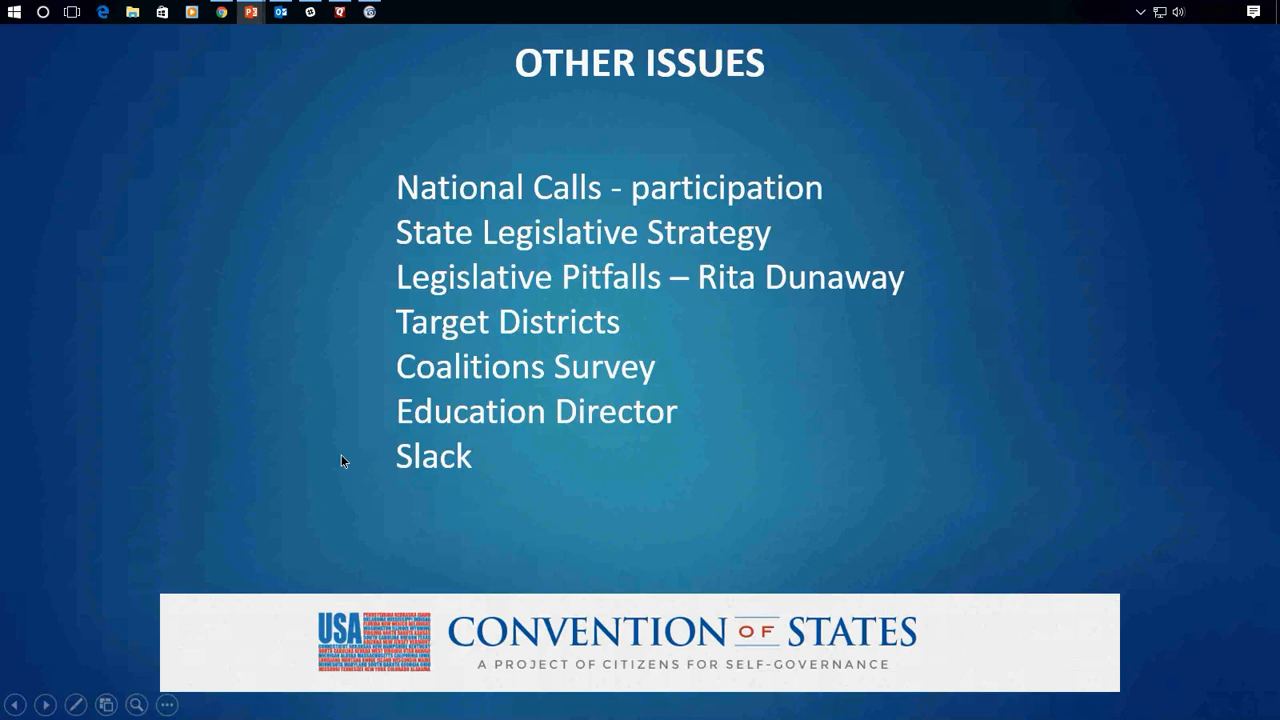 OTHER ISSUES
National Calls - participation
State Legislative Strategy
Legislative Pitfalls – Rita Dunaway
Target Districts
Coalitions Survey
Education Director
Slack
USA
CONVENTION OF STATES
A PROJECT OF CITIZENS FOR SELF-GOVERNANCE